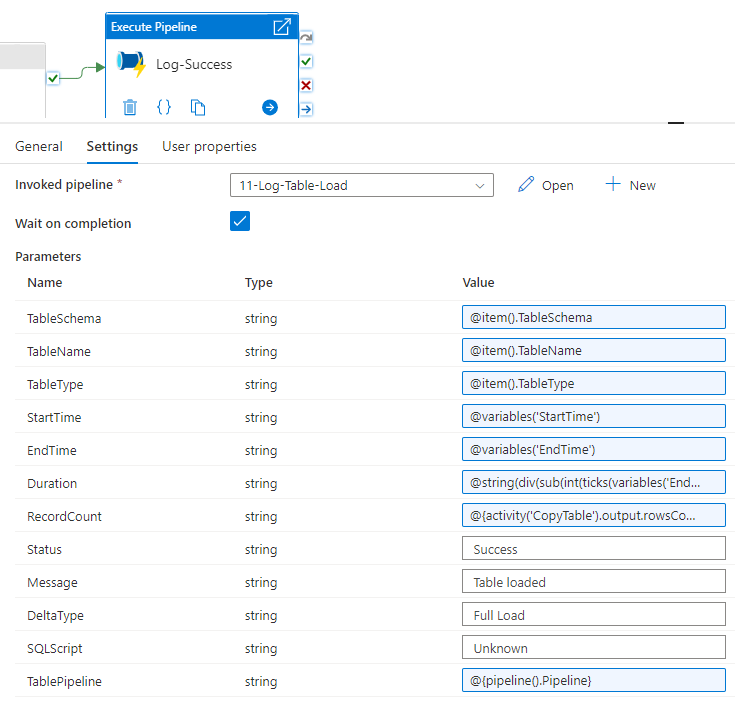 Execute Pipeline
Log-Success
General Settings User properties
Invoked pipeline * 11-Log-Table-Load Open New
Wait on completion
Parameters
Name Type Value
TableSchema string @item().TableSchema
TableName string @item().TableName
TableType string @item().TableType
StartTime string @variables('StartTime')
EndTime string @variables('EndTime')
Duration string @string(div(sub(int(ticks(variables('End...
RecordCount string @{activity('CopyTable').output.rowsCo...
Status string Success
Message string Table loaded
DeltaType string Full Load
SQLScript string Unknown
TablePipeline string @{pipeline().Pipeline}